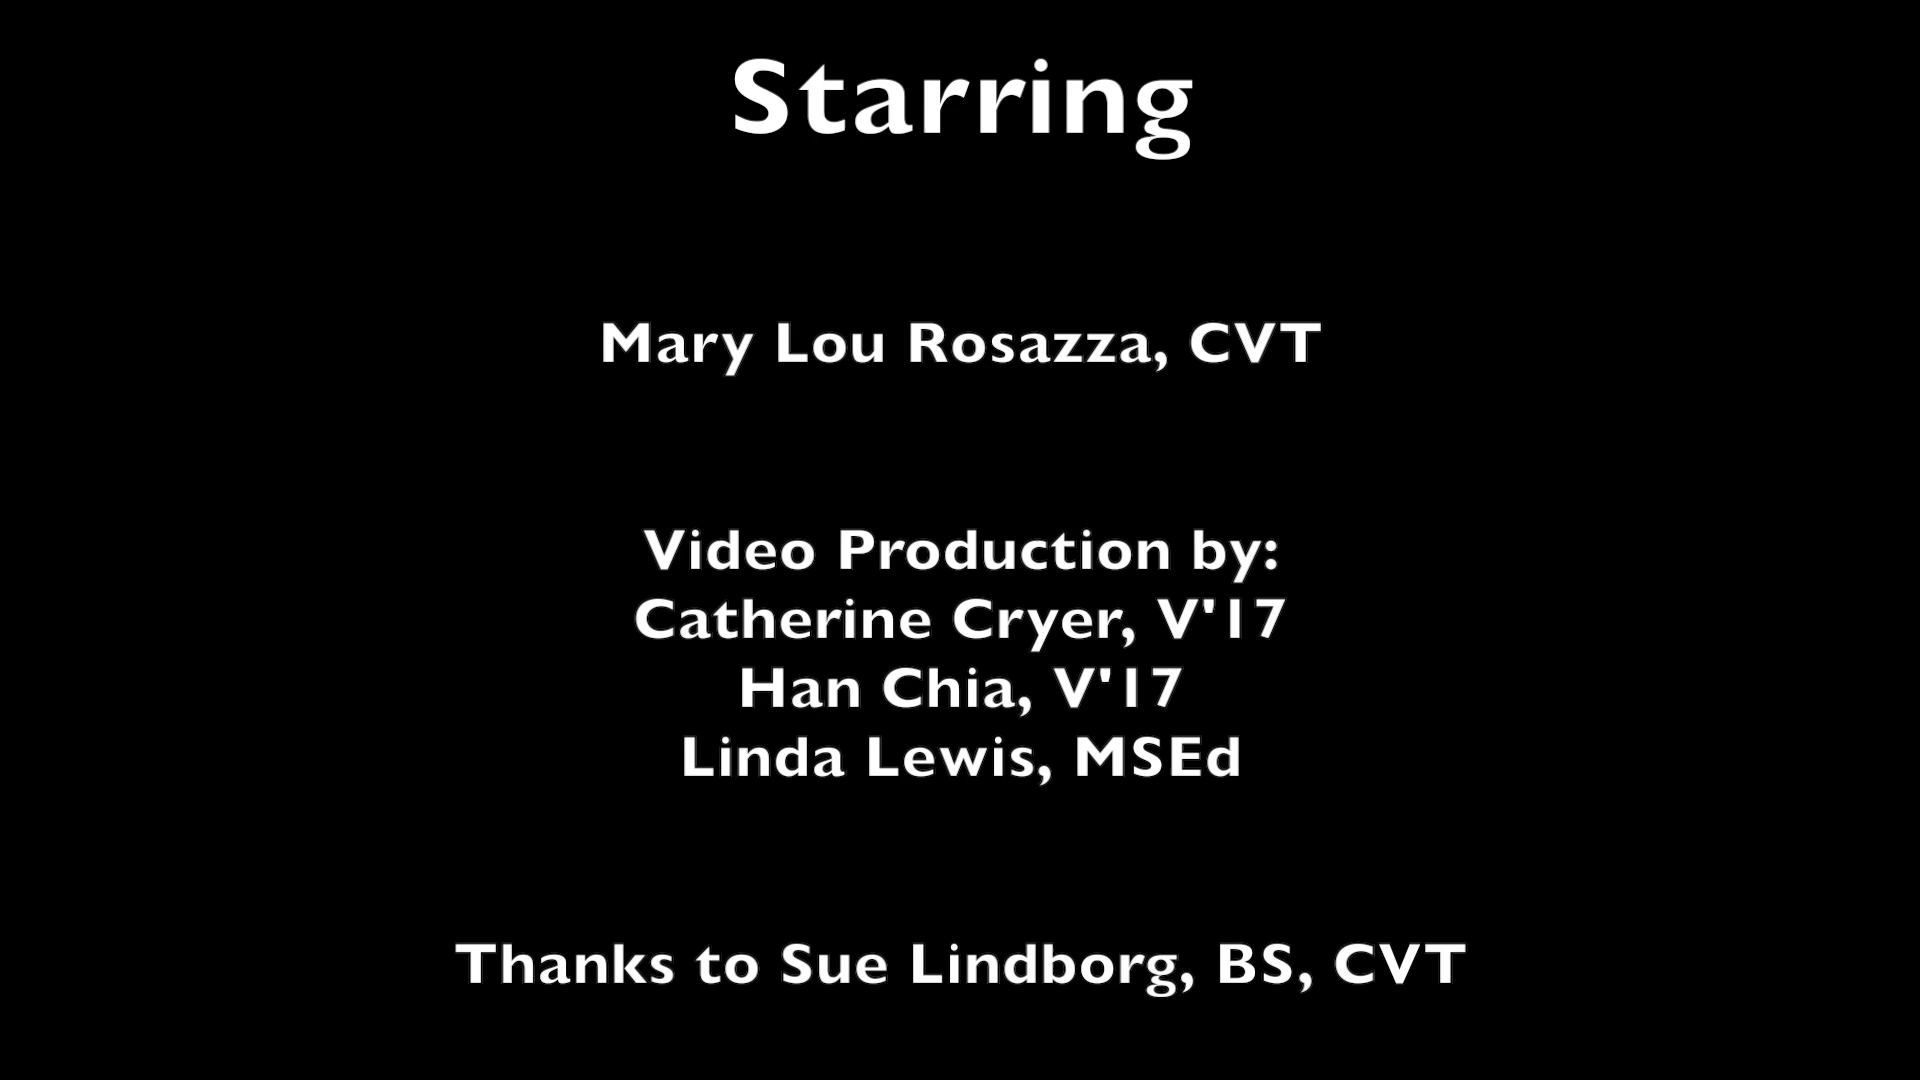 Starring
Mary Lou Rosazza, CVT
Video Production by:
Catherine Cryer, V'17
Han Chia, V'17
Linda Lewis, MSEd
Thanks to Sue Lindborg, BS, CVT